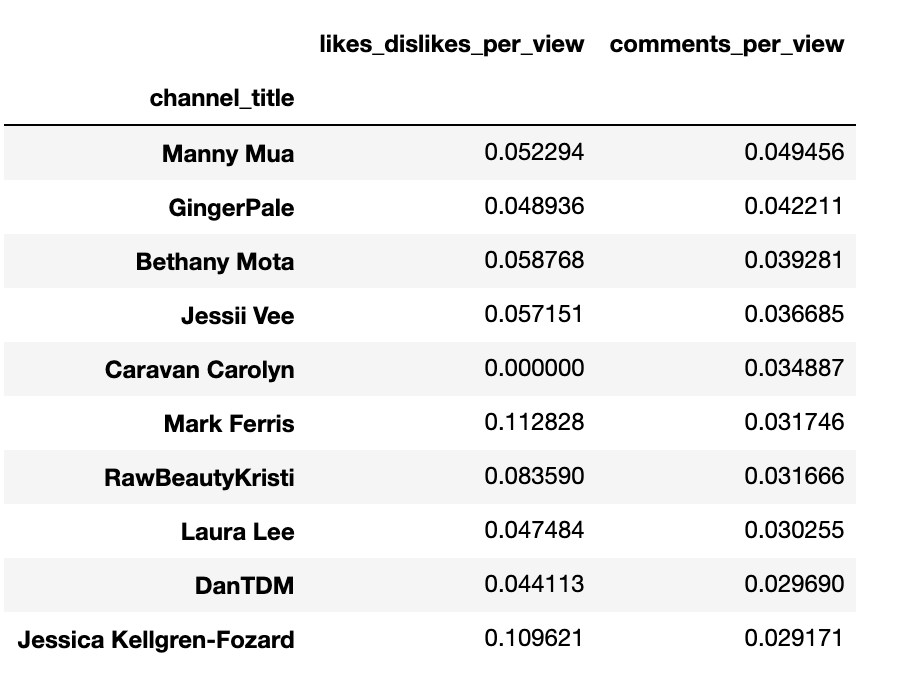 likes_dislikes_per_view comments_per_view
channel_title
Manny Mua 0.052294 0.049456
GingerPale 0.048936 0.042211
Bethany Mota 0.058768 0.039281
Jessii Vee 0.057151 0.036685
Caravan Carolyn 0.000000 0.034887
Mark Ferris 0.112828 0.031746
RawBeautyKristi 0.083590 0.031666
Laura Lee 0.047484 0.030255
DanTDM 0.044113 0.029690
Jessica Kellgren-Fozard 0.109621 0.029171